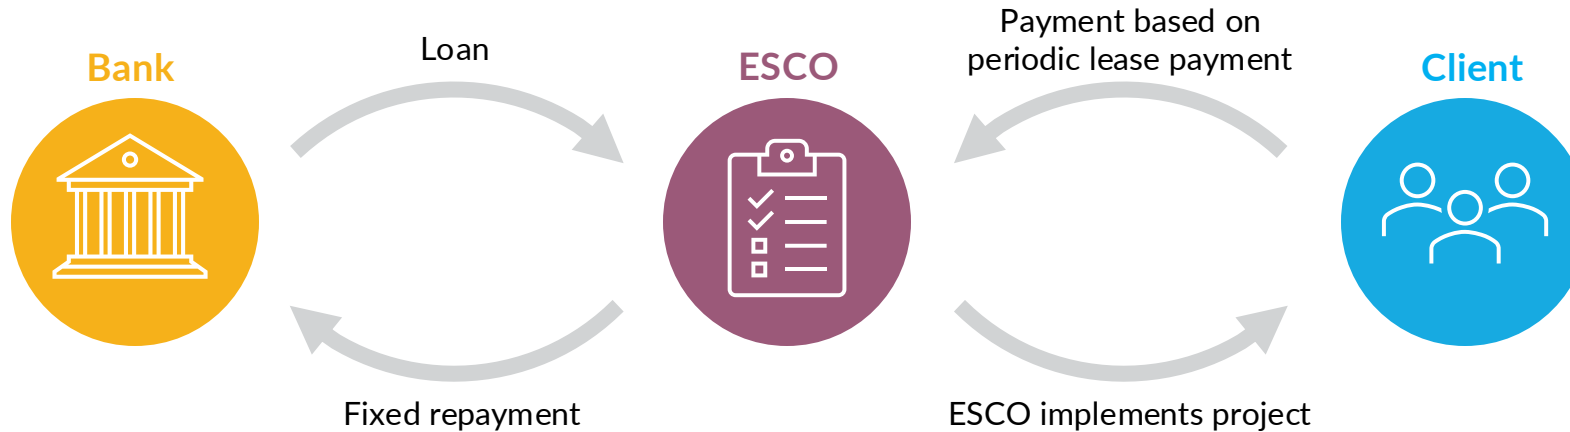 Bank
Loan
ESCO
Payment based on
periodic lease payment
Client
Fixed repayment
ESCO implements project